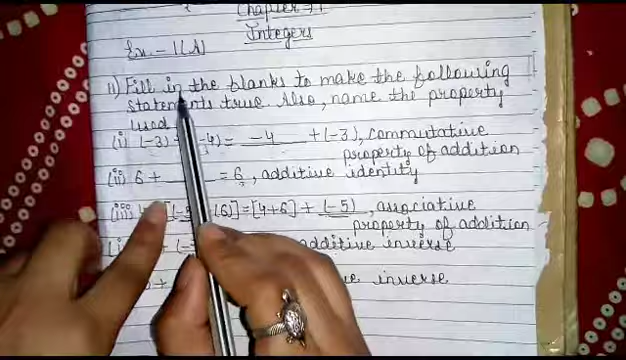 Chapter - 1
Integers
Ex. - 1(A)
11) Fill in the blanks to make the following
statements true. Also, name the property
used
(i) (-3) + -4) = -4 + (-3), commutative
property of addition
(ii) 6 + ____ = 6, additive identity
(iii) [- 6] = [4+6] + (-5), associative
property of addition
additive inverse
inverse